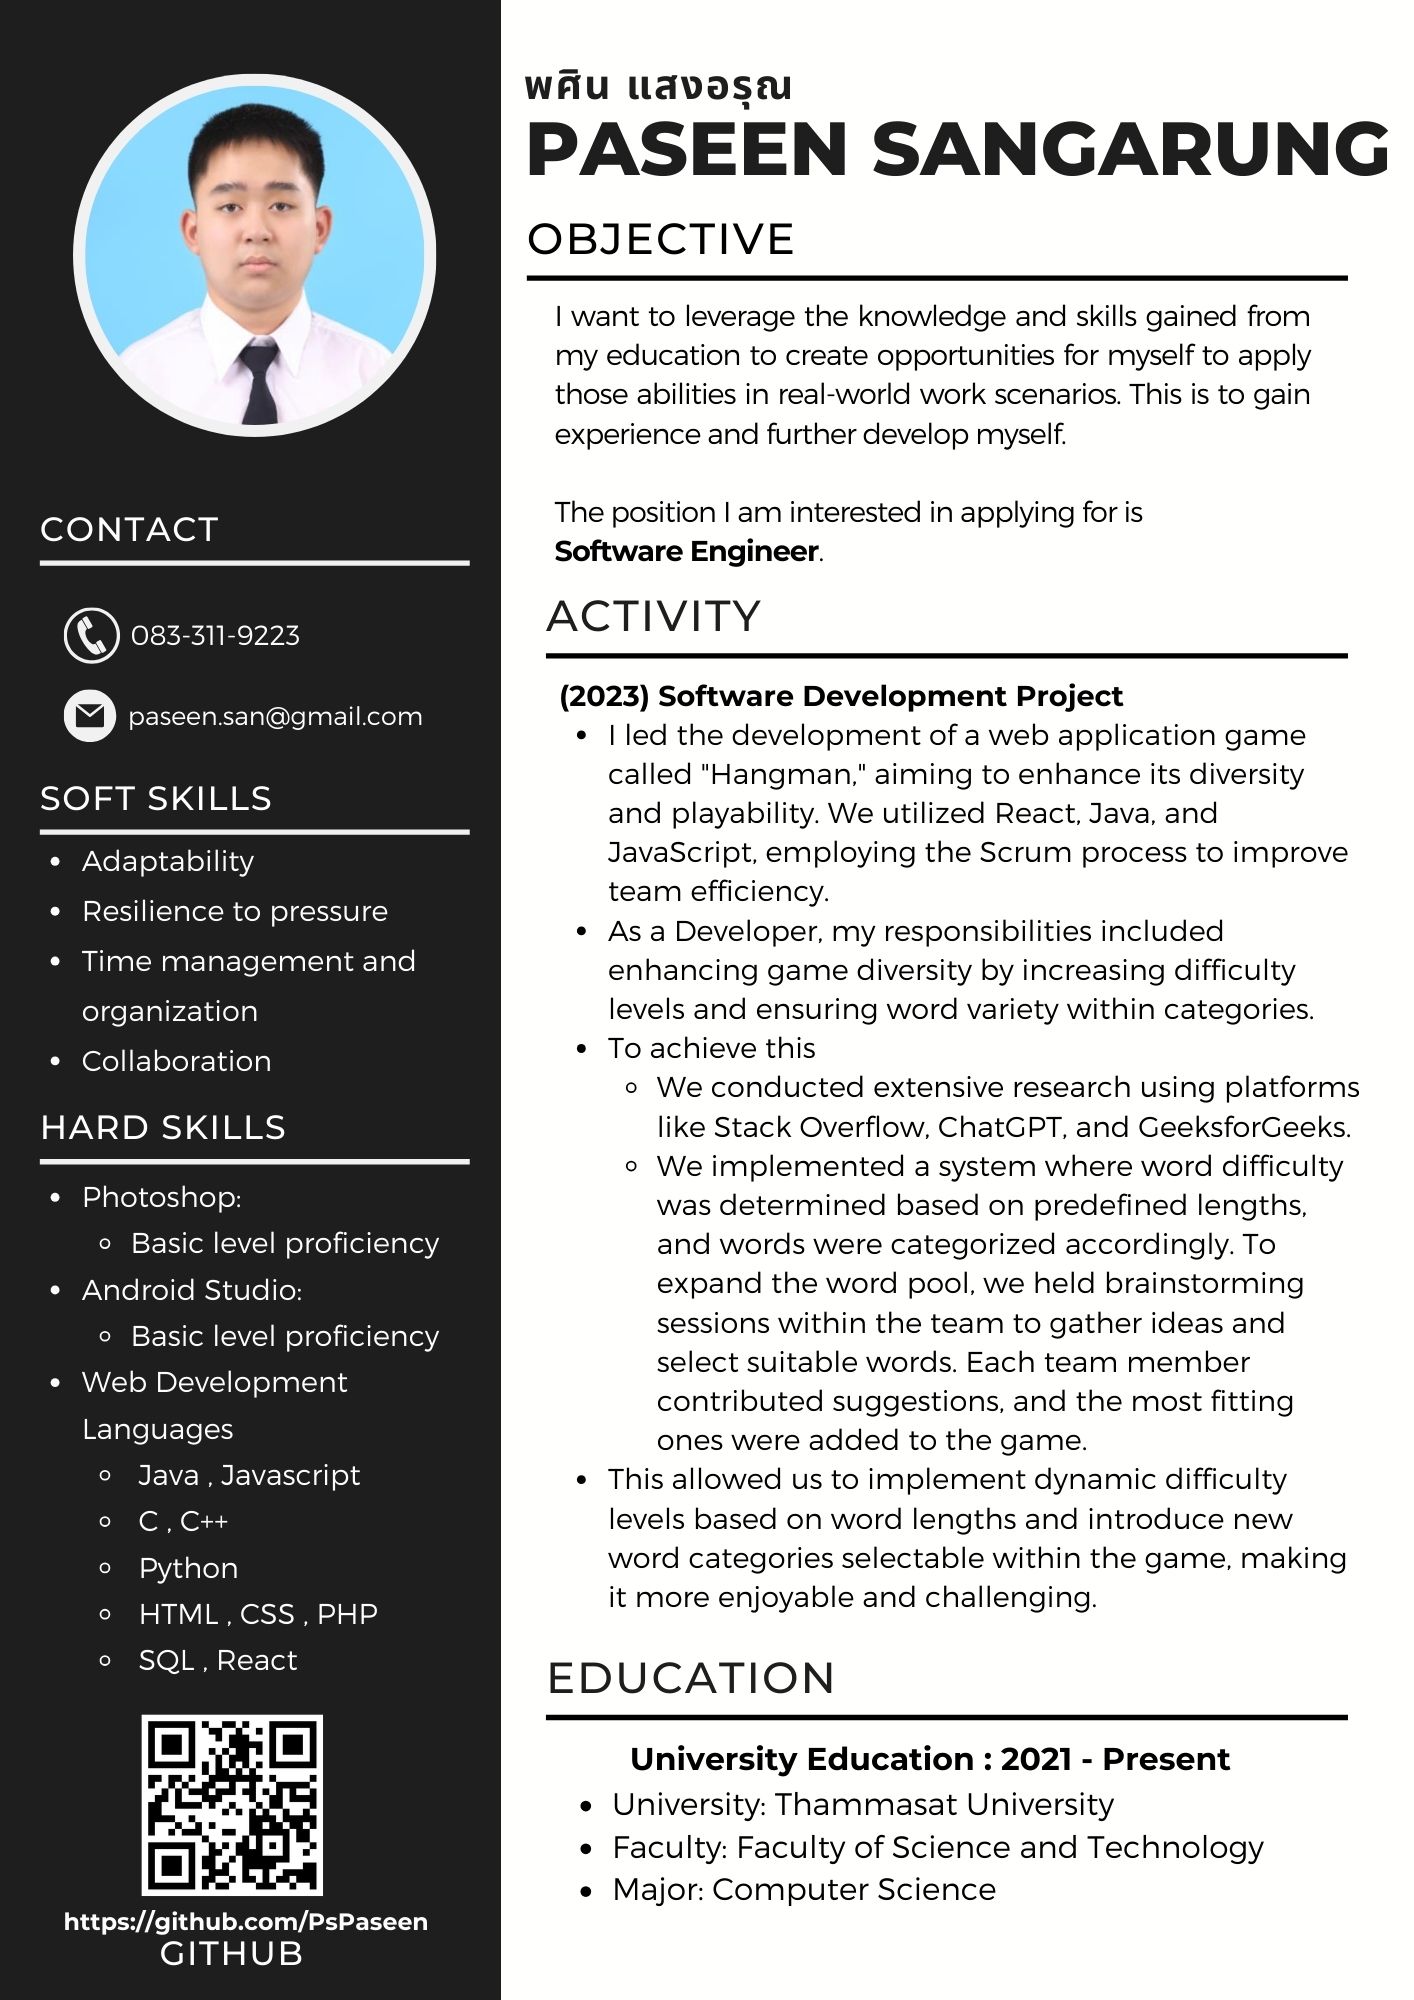 พศิน แสงอรุณ
PASEEN SANGARUNG
OBJECTIVE
I want to leverage the knowledge and skills gained from
my education to create opportunities for myself to apply
those abilities in real-world work scenarios. This is to gain
experience and further develop myself.
The position I am interested in applying for is
Software Engineer.
ACTIVITY
(2023) Software Development Project
• I led the development of a web application game
called "Hangman," aiming to enhance its diversity
and playability. We utilized React, Java, and
JavaScript, employing the Scrum process to improve
team efficiency.
• As a Developer, my responsibilities included
enhancing game diversity by increasing difficulty
levels and ensuring word variety within categories.
• To achieve this
◦ We conducted extensive research using platforms
like Stack Overflow, ChatGPT, and GeeksforGeeks.
◦ We implemented a system where word difficulty
was determined based on predefined lengths,
and words were categorized accordingly. To
expand the word pool, we held brainstorming
sessions within the team to gather ideas and
select suitable words. Each team member
contributed suggestions, and the most fitting
ones were added to the game.
• This allowed us to implement dynamic difficulty
levels based on word lengths and introduce new
word categories selectable within the game, making
it more enjoyable and challenging.
EDUCATION
University Education : 2021 - Present
• University: Thammasat University
• Faculty: Faculty of Science and Technology
• Major: Computer Science
CONTACT
083-311-9223
paseen.san@gmail.com
SOFT SKILLS
• Adaptability
• Resilience to pressure
• Time management and
organization
• Collaboration
HARD SKILLS
• Photoshop:
◦ Basic level proficiency
• Android Studio:
◦ Basic level proficiency
• Web Development
Languages
◦ Java , Javascript
◦ C , C++
◦ Python
◦ HTML , CSS , PHP
◦ SQL , React
https://github.com/PsPaseen
GITHUB